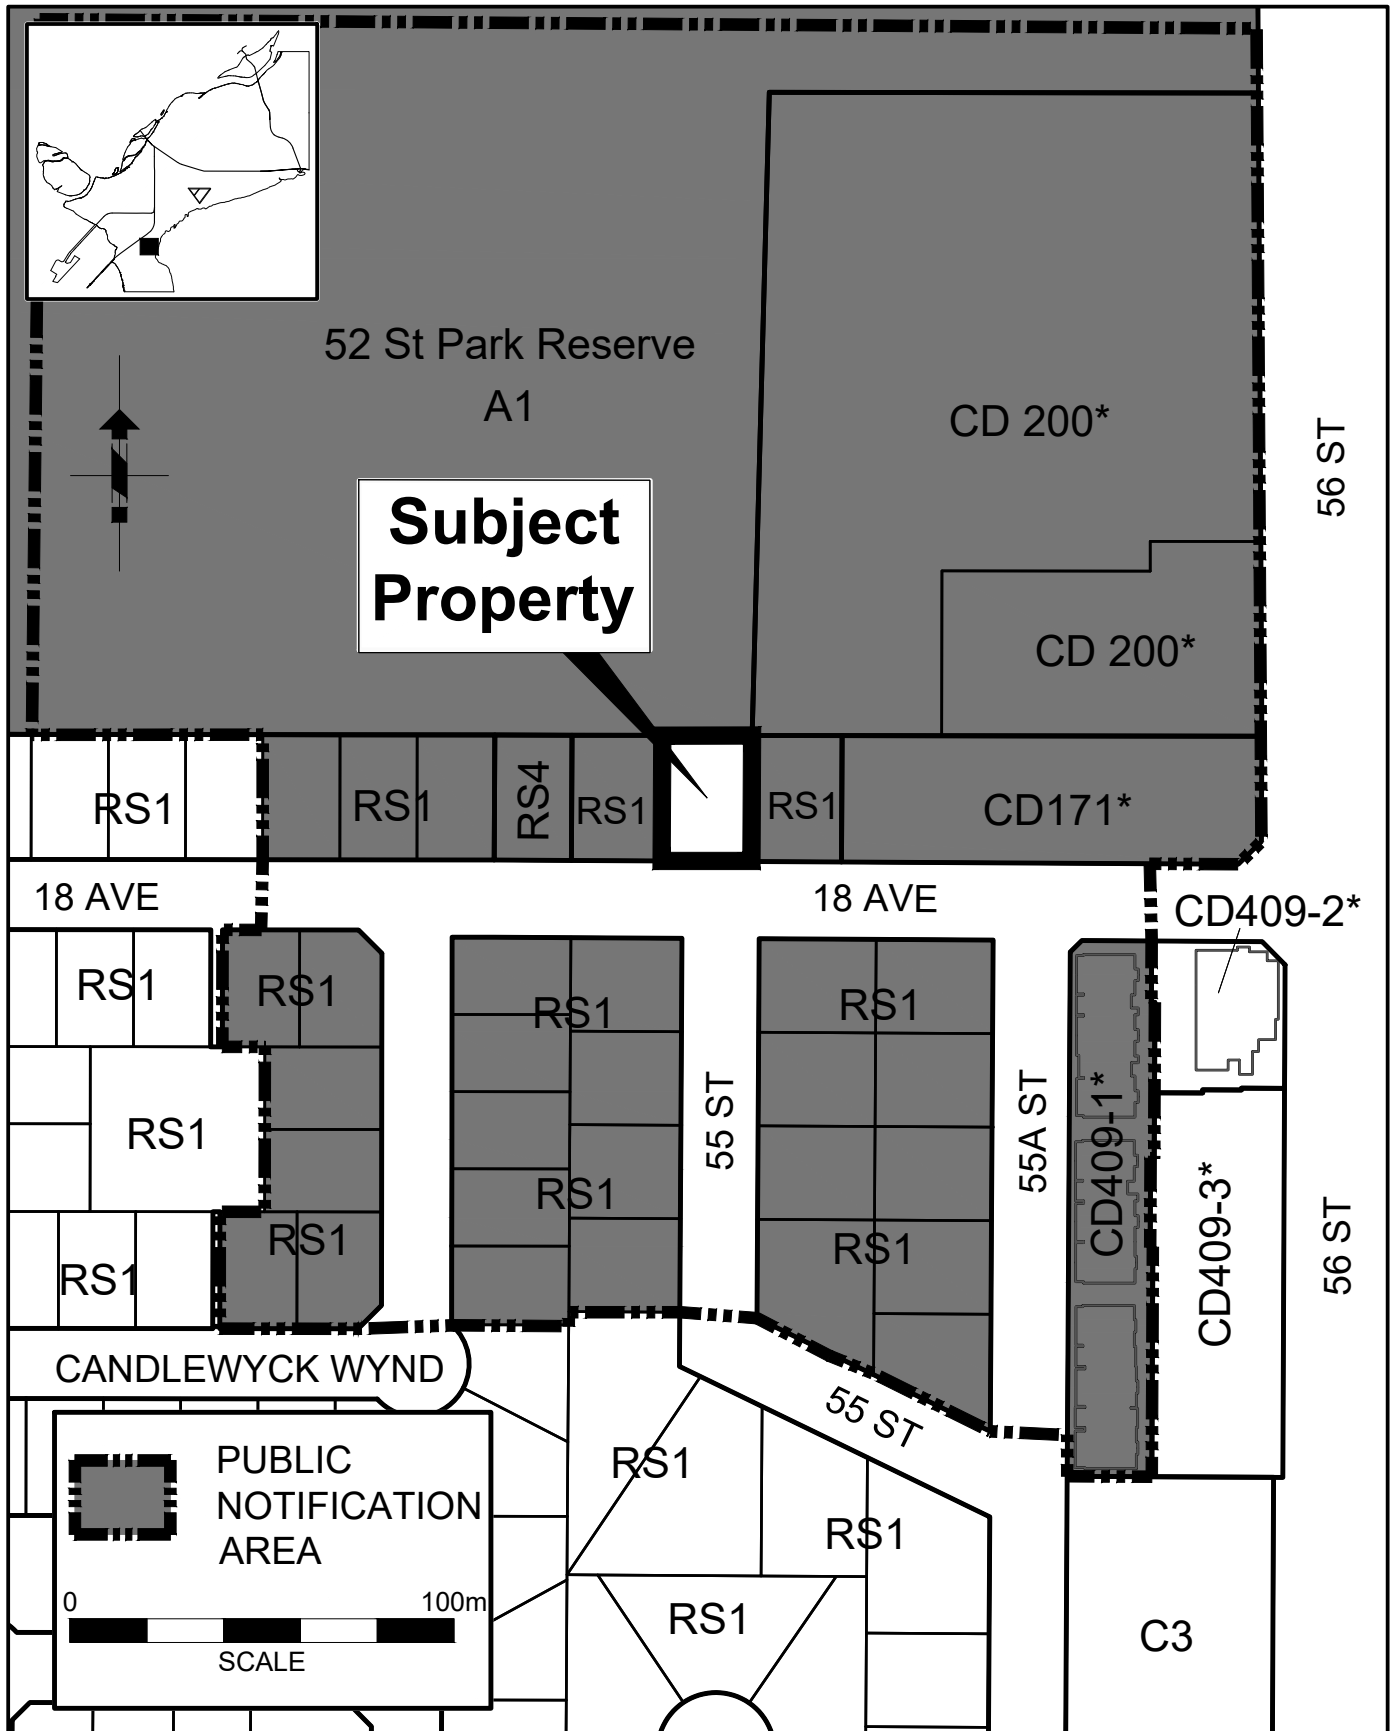 52 St Park Reserve
A1
CD 200*
56 ST
Subject
Property
CD 200*
RS1
RS1
RS4
RS1
RS1
CD171*
18 AVE
18 AVE
CD409-2*
RS1
RS1
RS1
RS1
55 ST
55A ST
CD409-1*
RS1
RS1
RS1
RS1
RS1
CD409-3*
56 ST
RS1
CANDLEWYCK WYND
55 ST
RS1
RS1
RS1
C3
PUBLIC
NOTIFICATION
AREA
0 100m
SCALE